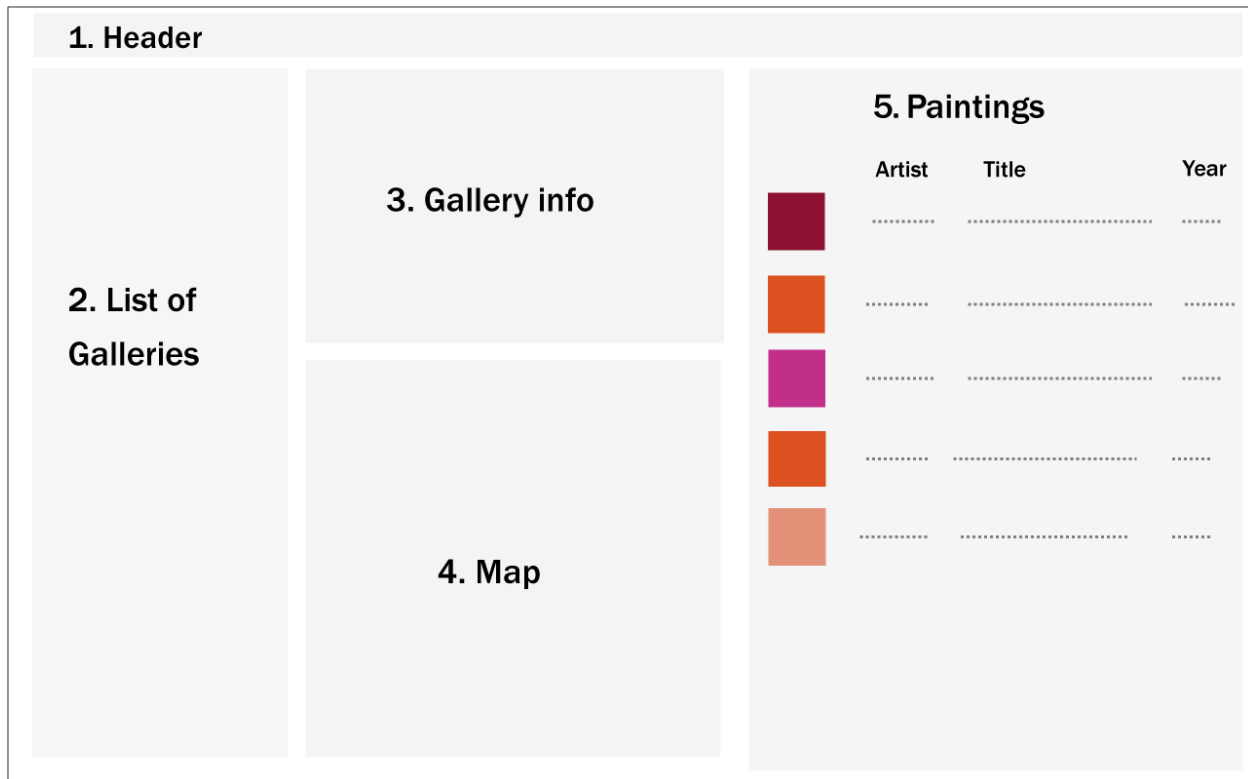 1. Header
2. List of
Galleries
3. Gallery info
4. Map
5. Paintings
Artist Title Year